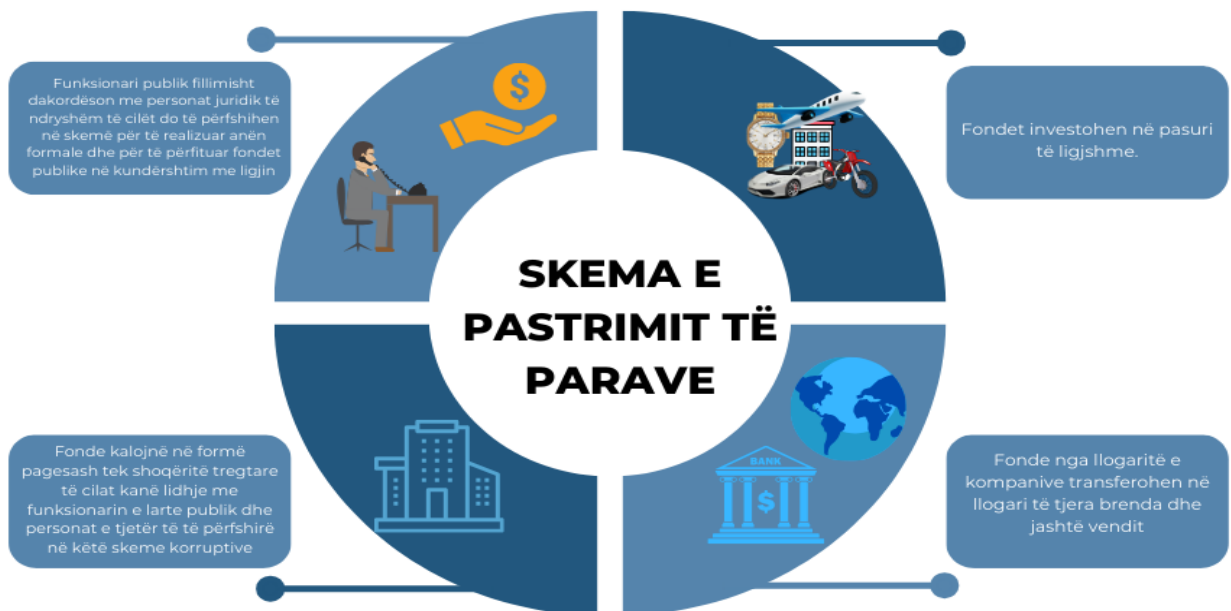 Funksionari publik fillimisht
dakordëson me personat juridik të
ndryshëm të cilët do të përfshihen
në skemë për të realizuar anën
formale dhe për të përfituar fondet
publike në kundërshtim me ligjin
$
Fondet investohen në pasuri
të ligjshme.
SKEMA E
PASTRIMIT TË
PARAVE
Fonde kalojnë në formë
pagesash tek shoqëritë tregtare
të cilat kanë lidhje me
funksionarin e larte publik dhe
personat e tjetër të të përfshirë
në këtë skeme korruptive
BANK
$
Fonde nga llogaritë e
kompanive transferohen në
llogari të tjera brenda dhe
jashtë vendit